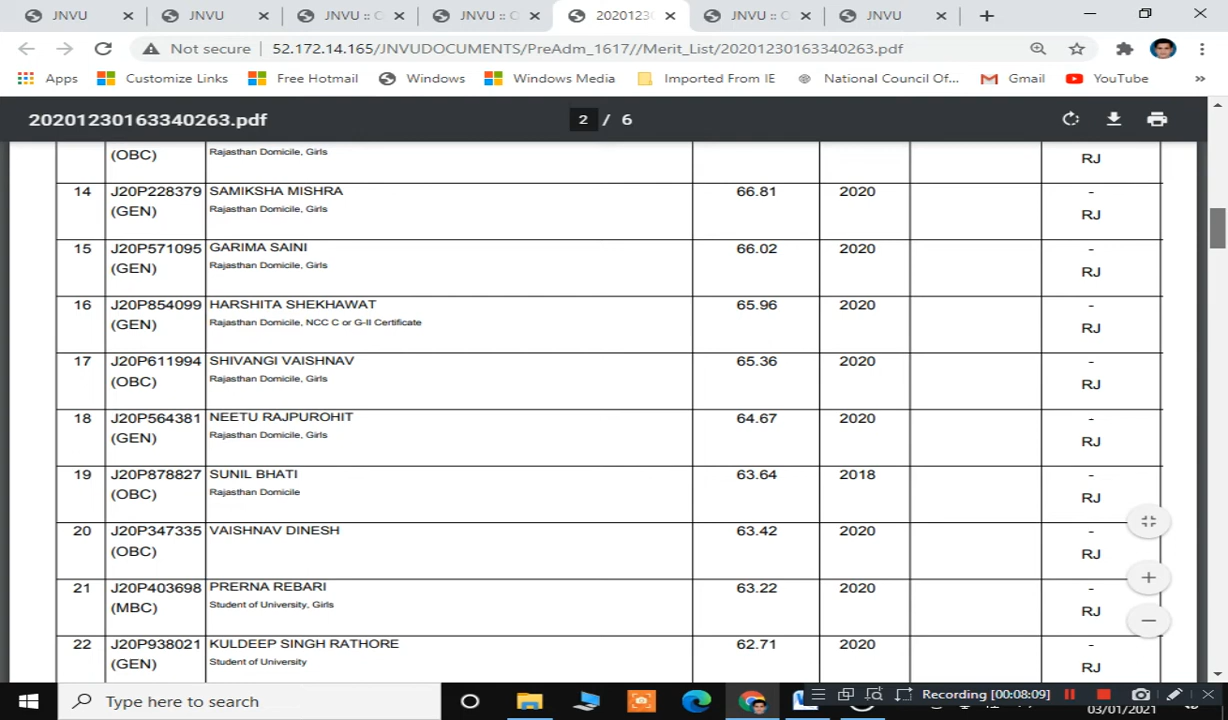 JNVU
JNVU
JNVU :: C
JNVU :: C
2020123
JNVU :: C
JNVU
Not secure
52.172.14.165/JNVUDOCUMENTS/PreAdm_1617//Merit_List/20201230163340263.pdf
Apps
Customize Links
Free Hotmail
Windows
Windows Media
Imported From IE
National Council Of...
Gmail
YouTube
»
20201230163340263.pdf
2 / 6
(OBC) Rajasthan Domicile, Girls RJ
14 J20P228379 SAMIKSHA MISHRA 66.81 2020 -
(GEN) Rajasthan Domicile, Girls RJ
15 J20P571095 GARIMA SAINI 66.02 2020 -
(GEN) Rajasthan Domicile, Girls RJ
16 J20P854099 HARSHITA SHEKHAWAT 65.96 2020 -
(GEN) Rajasthan Domicile, NCC C or G-II Certificate RJ
17 J20P611994 SHIVANGI VAISHNAV 65.36 2020 -
(OBC) Rajasthan Domicile, Girls RJ
18 J20P564381 NEETU RAJPUROHIT 64.67 2020 -
(GEN) Rajasthan Domicile, Girls RJ
19 J20P878827 SUNIL BHATI 63.64 2018 -
(OBC) Rajasthan Domicile RJ
20 J20P347335 VAISHNAV DINESH 63.42 2020 -
(OBC) RJ
21 J20P403698 PRERNA REBARI 63.22 2020 -
(MBC) Student of University, Girls RJ
22 J20P938021 KULDEEP SINGH RATHORE 62.71 2020 -
(GEN) Student of University RJ
Type here to search
Recording [00:08:09]
03/01/2021